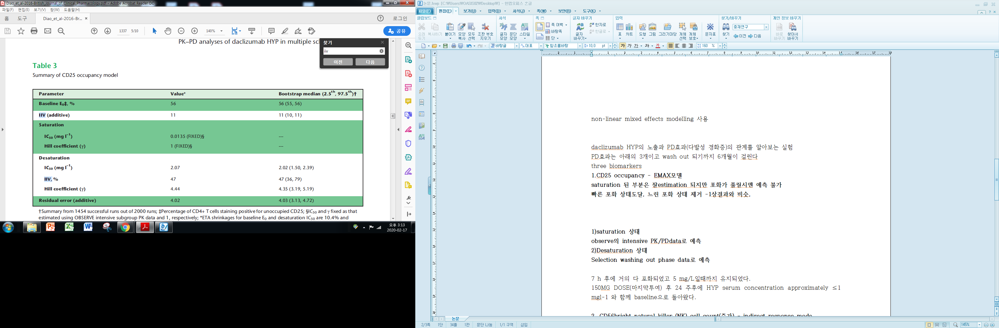 Diao_et_al-2016-British_Journal_of_Clinical_Pharmacology.pdf - Adobe Acrobat Reader DC
파일(F) 편집(E) 보기(V) 창(W) 도움말(H)
홈 도구 Diao_et_al-2016-Br... × 로그인
1337 5/10 140% 공유
PK–PD analyses of daclizumab HYP in multiple scl
찾기
iiv
이전 다음
Table 3
Summary of CD25 occupancy model
Parameter Value* Bootstrap median (2.5th, 97.5th)†
Baseline E0‡, % 56 56 (55, 56)
IIV (additive) 11 11 (10, 11)
Saturation
IC50 (mg l−1) 0.0135 (FIXED)§ ---
Hill coefficient (γ) 1 (FIXED)§ ---
Desaturation
IC50 (mg l−1) 2.07 2.02 (1.50, 2.39)
IIV, % 47 47 (36, 79)
Hill coefficient (γ) 4.44 4.35 (3.19, 5.19)
Residual error (additive) 4.02 4.03 (3.13, 4.72)
†Summary from 1454 successful runs out of 2000 runs; ‡Percentage of CD4+ T cells staining positive for unoccupied CD25; §IC50 and γ fixed as that
estimated using OBSERVE intensive subgroup PK data and 1, respectively; *ETA shrinkages for baseline E0 and desaturation IC50 are 10.4% and
오후 3:13
2020-02-17
논문.hwp [C:\Users\OASIS02\Desktop\] - 한컴오피스 한글
파일(F) 편집(E) 보기(U) 입력(D) 서식(J) 쪽(W) 보안(R) 도구(K)
클립보드 서식 쪽 글자 바꾸기 입력 찾기/바꾸기 개인 정보 바꾸기
오려 두기 복사하기 붙이기 모양 복사 모두 선택 조판 부호 지우기 글자 모양 문단 모양 스타일 쪽 여백 바탕쪽 단 글자 바꾸기 한자로 한글로 표 차트 도형 그림 그리기마당 개체 선택 개체 보호 문자표 찾기 중재연구 이전 다음 바로 바꾸기 찾아서 바꾸기
바탕글 대표 함초롬바탕 10.0 pt 가 가 가 가 가 160 %
non-linear mixed effects modelling 사용
daclizumab HYP의 노출과 PD효과(다발성 경화증)의 관계를 알아보는 실험
PD효과는 아래의 3개이고 wash out 되기까지 6개월이 걸린다
three biomarkers
1.CD25 occupancy - EMAX모델
saturation 된 부분은 잘estimation 되지만 포화가 풀릴시엔 예측 불가
빠른 포화 상태도달, 느린 포화 상태 제거 -1상결과와 비슷,
1)saturation 상태
observe의 intensive PK/PDdata로 예측
2)Desaturation 상태
Selection washing out phase data로 예측
7 h 후에 거의 다 포화되었고 5 mg/L일때까지 유지되었다.
150MG DOSE(마지막투여) 후 24 주후에 HYP serum concentration approximately ≤1
mgl-1 와 함께 baseline으로 돌아왔다.
2. CD56bright natural killer (NK) cell count(증가) - indirect response mode
논문
2/3쪽 1단 34줄 1칸 문단 나눔 1/1 구역 삽입 145%